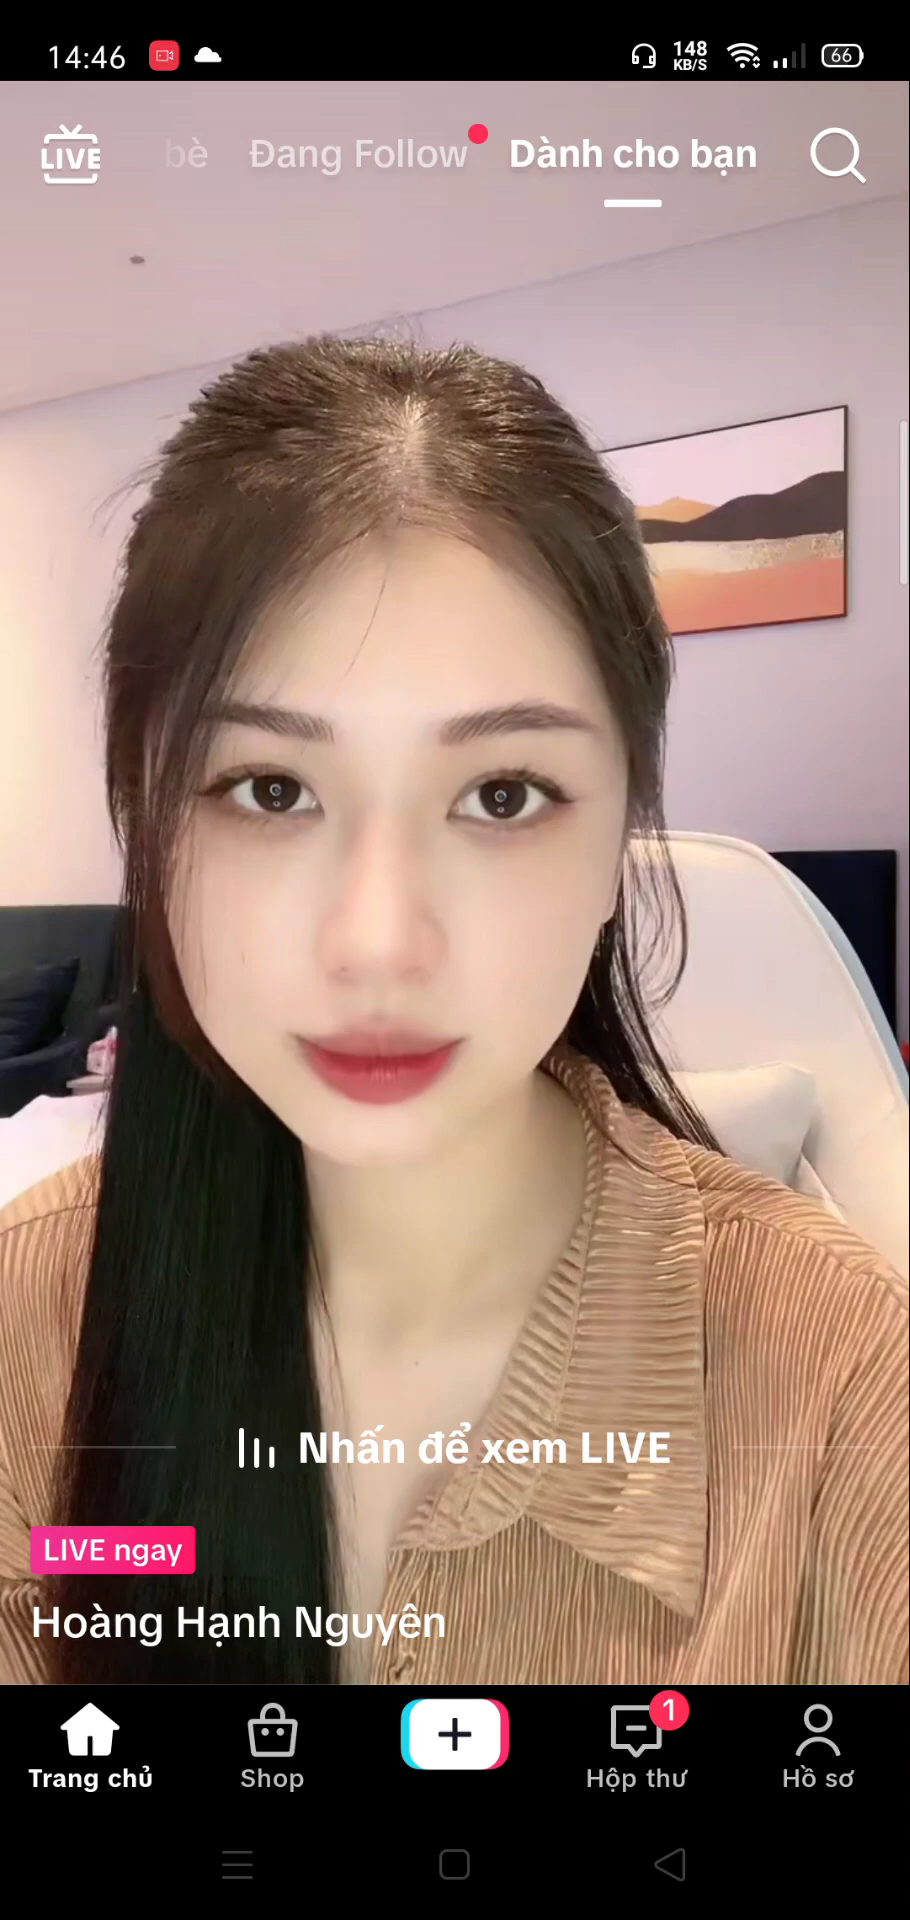 14:46
148
KB/S
66
LIVE
bè
Đang Follow
Dành cho bạn
Nhấn để xem LIVE
LIVE ngay
Hoàng Hạnh Nguyên
1
Trang chủ
Shop
Hộp thư
Hồ sơ